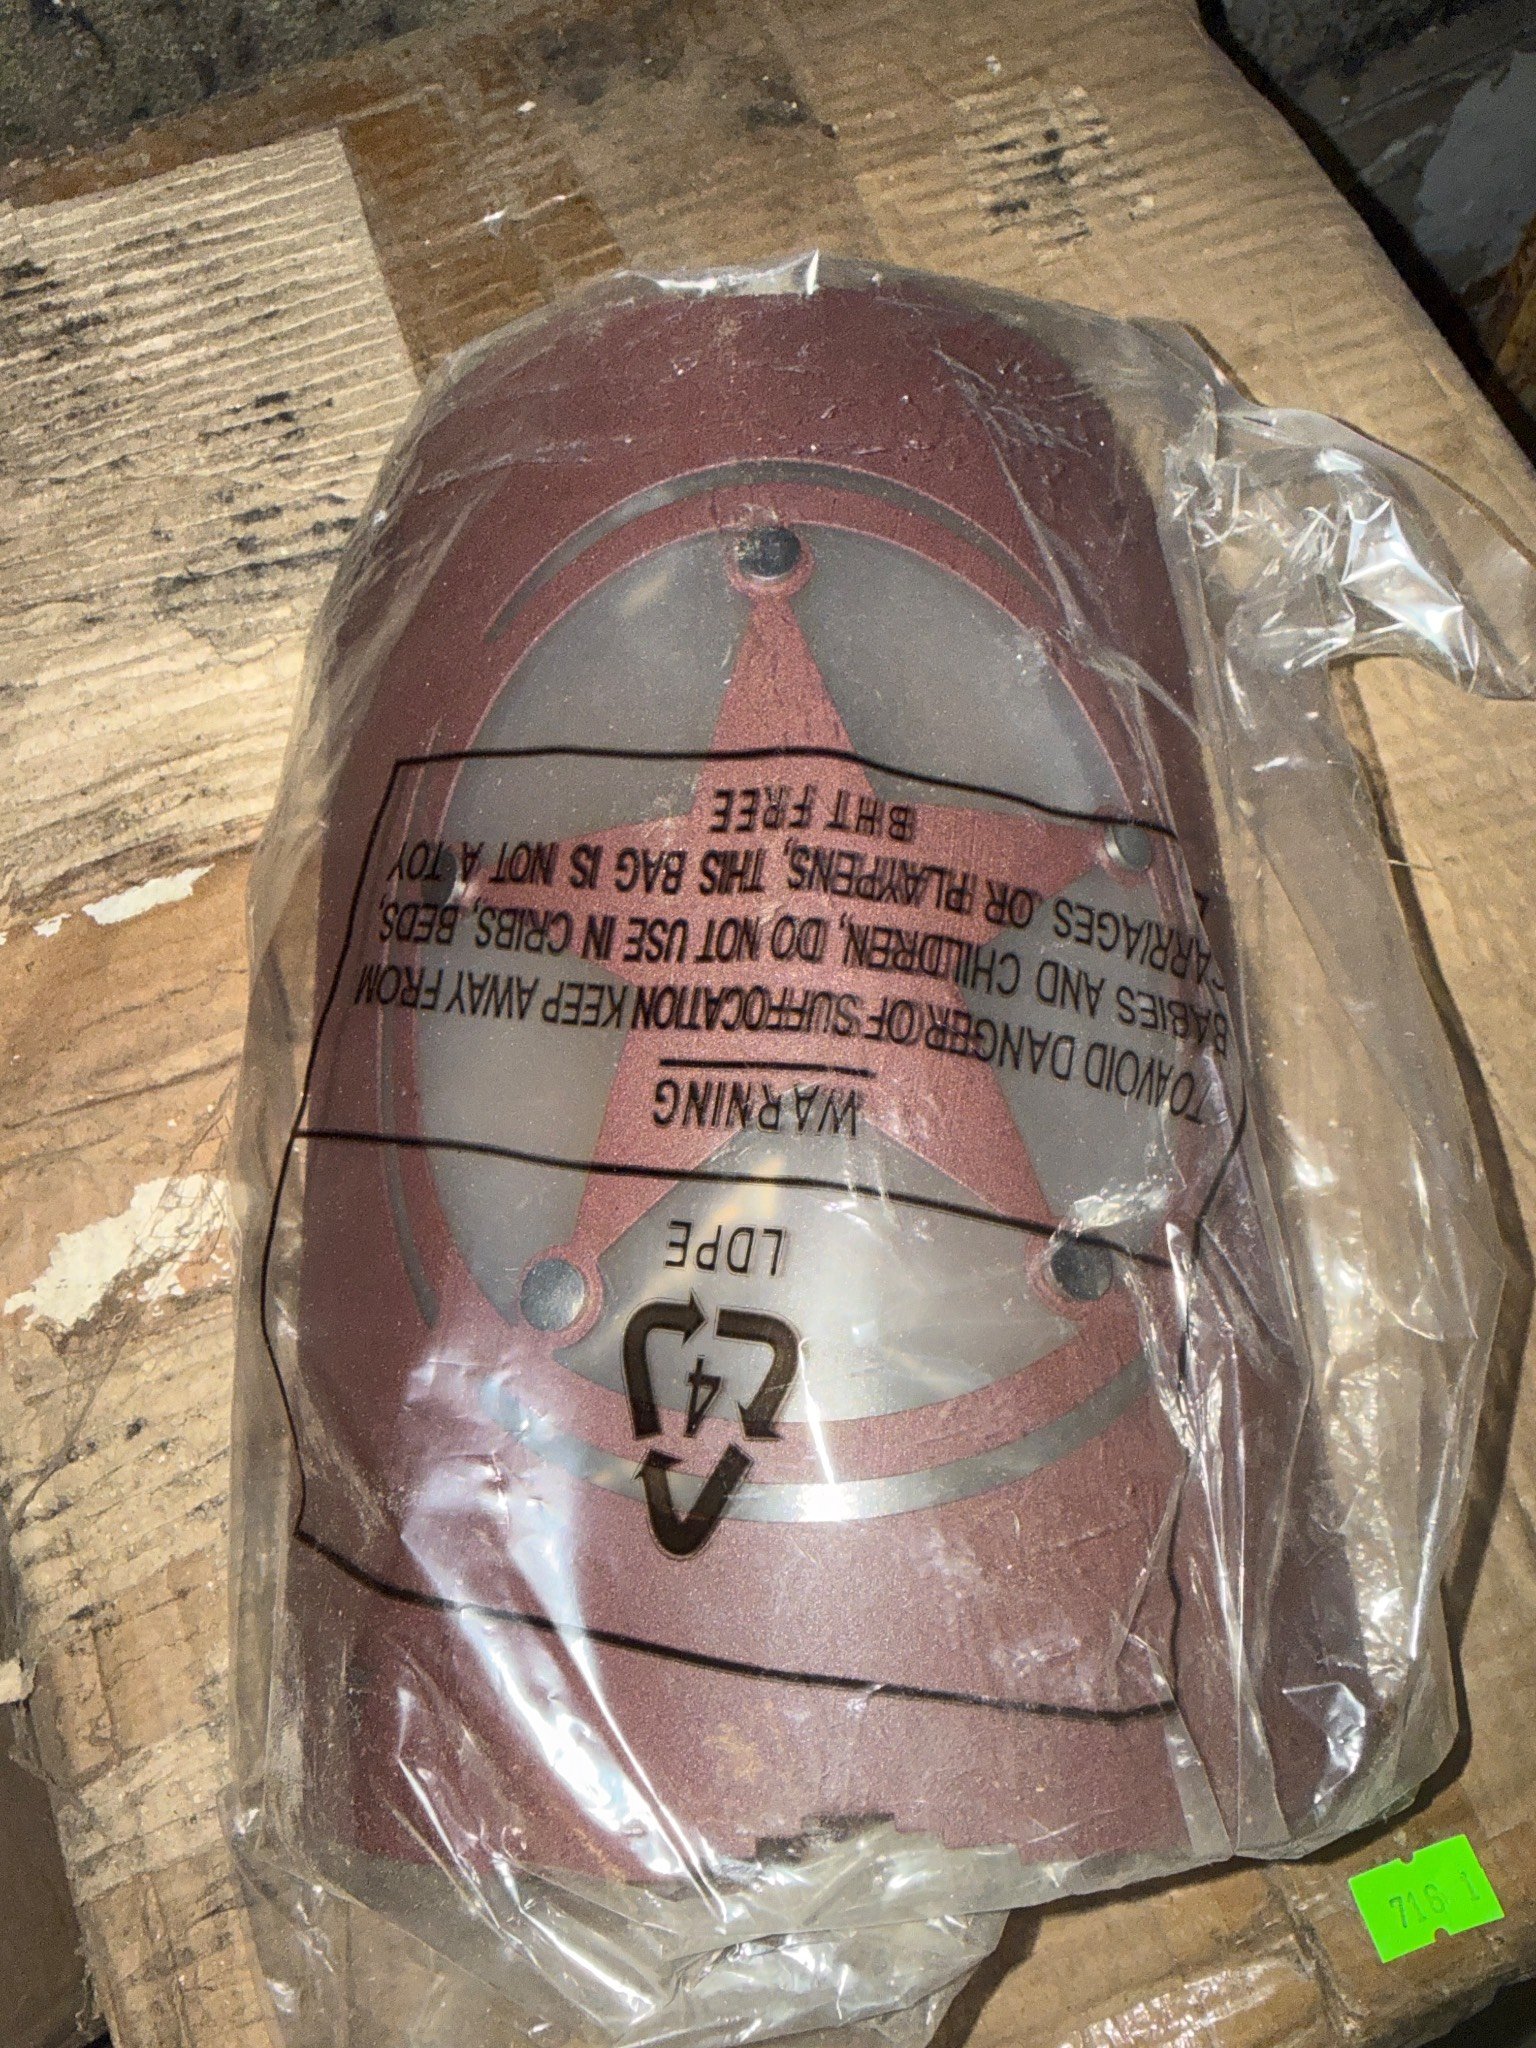 4
LDPE
WARNING
TO AVOID DANGER OF SUFFOCATION KEEP AWAY FROM
BABIES AND CHILDREN, DO NOT USE IN CRIBS, BEDS,
CARRIAGES OR PLAYPENS, THIS BAG IS NOT A TOY
BHT FREE
716 1